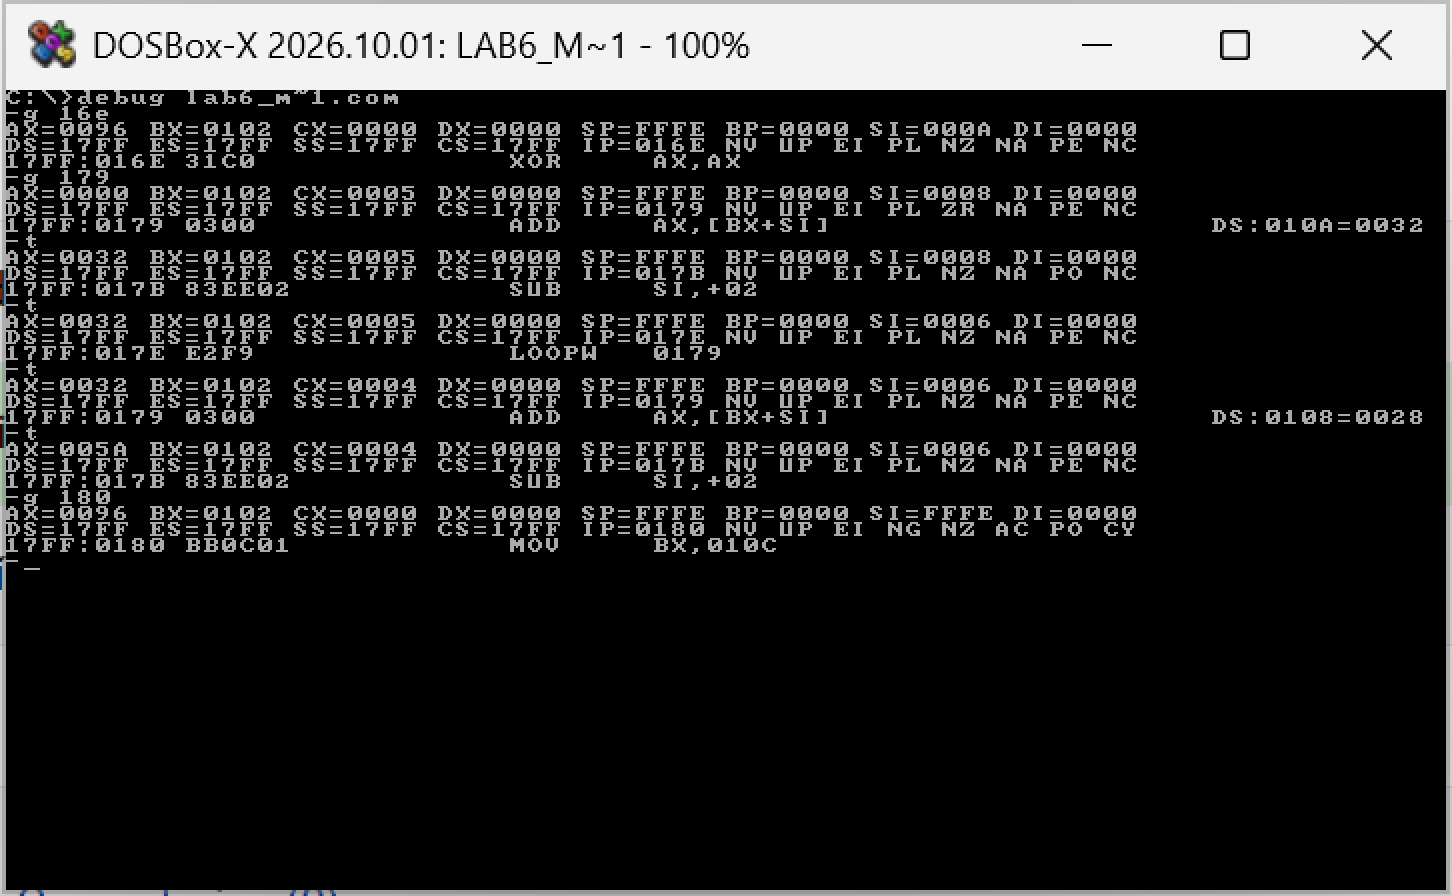 DOSBox-X 2026.10.01: LAB6_M~1 - 100%
C:\>debug lab6_m~1.com
-g 16e
AX=0096 BX=0102 CX=0000 DX=0000 SP=FFFE BP=0000 SI=000A DI=0000
DS=17FF ES=17FF SS=17FF CS=17FF IP=016E NV UP EI PL NZ NA PE NC
17FF:016E 31C0 XOR AX,AX
-g 179
AX=0000 BX=0102 CX=0005 DX=0000 SP=FFFE BP=0000 SI=0008 DI=0000
DS=17FF ES=17FF SS=17FF CS=17FF IP=0179 NV UP EI PL ZR NA PE NC
17FF:0179 0300 ADD AX,[BX+SI] DS:010A=0032
-t
AX=0032 BX=0102 CX=0005 DX=0000 SP=FFFE BP=0000 SI=0008 DI=0000
DS=17FF ES=17FF SS=17FF CS=17FF IP=017B NV UP EI PL NZ NA PO NC
17FF:017B 83EE02 SUB SI,+02
-t
AX=0032 BX=0102 CX=0005 DX=0000 SP=FFFE BP=0000 SI=0006 DI=0000
DS=17FF ES=17FF SS=17FF CS=17FF IP=017E NV UP EI PL NZ NA PE NC
17FF:017E E2F9 LOOPW 0179
-t
AX=0032 BX=0102 CX=0004 DX=0000 SP=FFFE BP=0000 SI=0006 DI=0000
DS=17FF ES=17FF SS=17FF CS=17FF IP=0179 NV UP EI PL NZ NA PE NC
17FF:0179 0300 ADD AX,[BX+SI] DS:0108=0028
-t
AX=005A BX=0102 CX=0004 DX=0000 SP=FFFE BP=0000 SI=0006 DI=0000
DS=17FF ES=17FF SS=17FF CS=17FF IP=017B NV UP EI PL NZ NA PE NC
17FF:017B 83EE02 SUB SI,+02
-g 180
AX=0096 BX=0102 CX=0000 DX=0000 SP=FFFE BP=0000 SI=FFFE DI=0000
DS=17FF ES=17FF SS=17FF CS=17FF IP=0180 NV UP EI NG NZ AC PO CY
17FF:0180 BB0C01 MOV BX,010C
-_